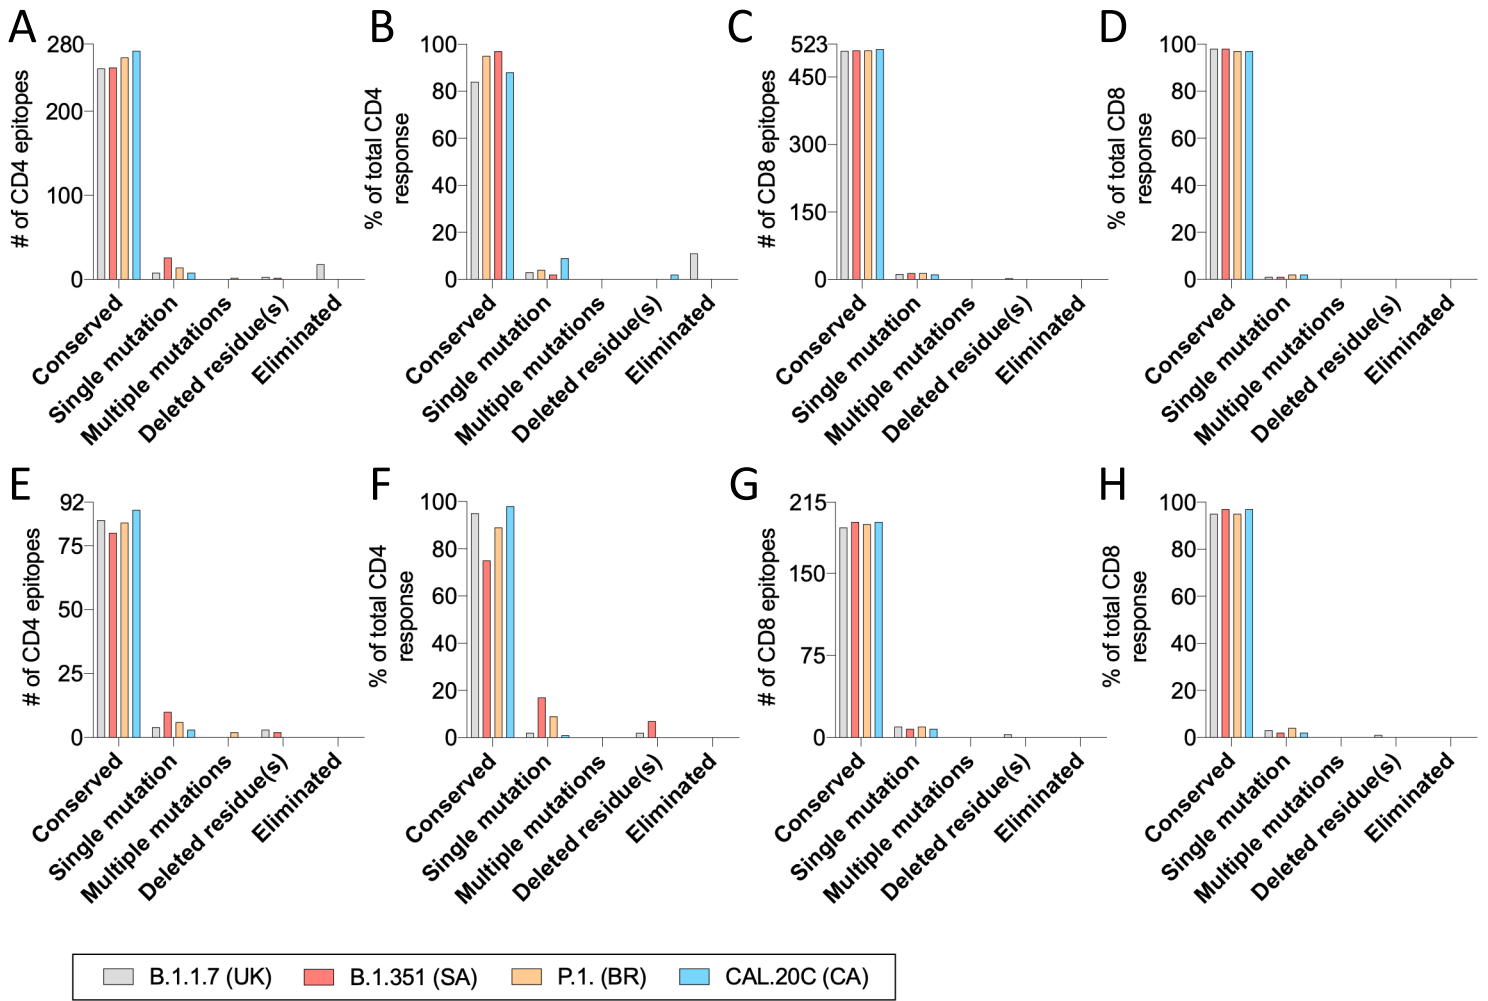 A
# of CD4 epitopes
280
200
100
0
Conserved
Single mutation
Multiple mutations
Deleted residue(s)
Eliminated
B
% of total CD4
response
100
80
60
40
20
0
Conserved
Single mutation
Multiple mutations
Deleted residue(s)
Eliminated
C
# of CD8 epitopes
523
450
300
150
0
Conserved
Single mutation
Multiple mutations
Deleted residue(s)
Eliminated
D
% of total CD8
response
100
80
60
40
20
0
Conserved
Single mutation
Multiple mutations
Deleted residue(s)
Eliminated
E
# of CD4 epitopes
92
75
50
25
0
Conserved
Single mutation
Multiple mutations
Deleted residue(s)
Eliminated
F
% of total CD4
response
100
80
60
40
20
0
Conserved
Single mutation
Multiple mutations
Deleted residue(s)
Eliminated
G
# of CD8 epitopes
215
150
75
0
Conserved
Single mutation
Multiple mutations
Deleted residue(s)
Eliminated
H
% of total CD8
response
100
80
60
40
20
0
Conserved
Single mutation
Multiple mutations
Deleted residue(s)
Eliminated
B.1.1.7 (UK) B.1.351 (SA) P.1. (BR) CAL.20C (CA)